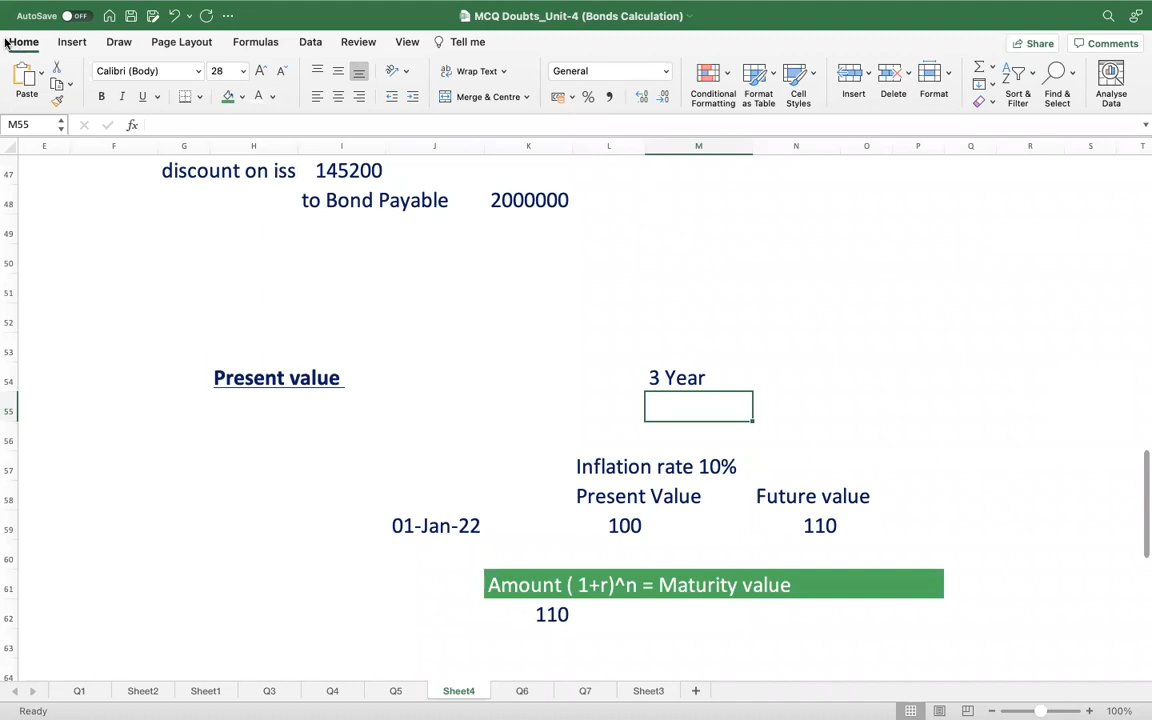 AutoSave OFF
MCQ Doubts_Unit-4 (Bonds Calculation)
Home Insert Draw Page Layout Formulas Data Review View Tell me
Share Comments
Paste
Calibri (Body) 28
B I U
Wrap Text
Merge & Centre
General
Conditional Formatting
Format as Table
Cell Styles
Insert Delete Format
Sort & Filter
Find & Select
Analyse Data
M55 fx
E F G H I J K L M N O P Q R S T
47 discount on iss 145200
48 to Bond Payable 2000000
49
50
51
52
53
54 Present value 3 Year
55
56
57 Inflation rate 10%
58 Present Value Future value
59 01-Jan-22 100 110
60
61 Amount ( 1+r)^n = Maturity value
62 110
63
64
Q1 Sheet2 Sheet1 Q3 Q4 Q5 Sheet4 Q6 Q7 Sheet3 +
Ready 100%